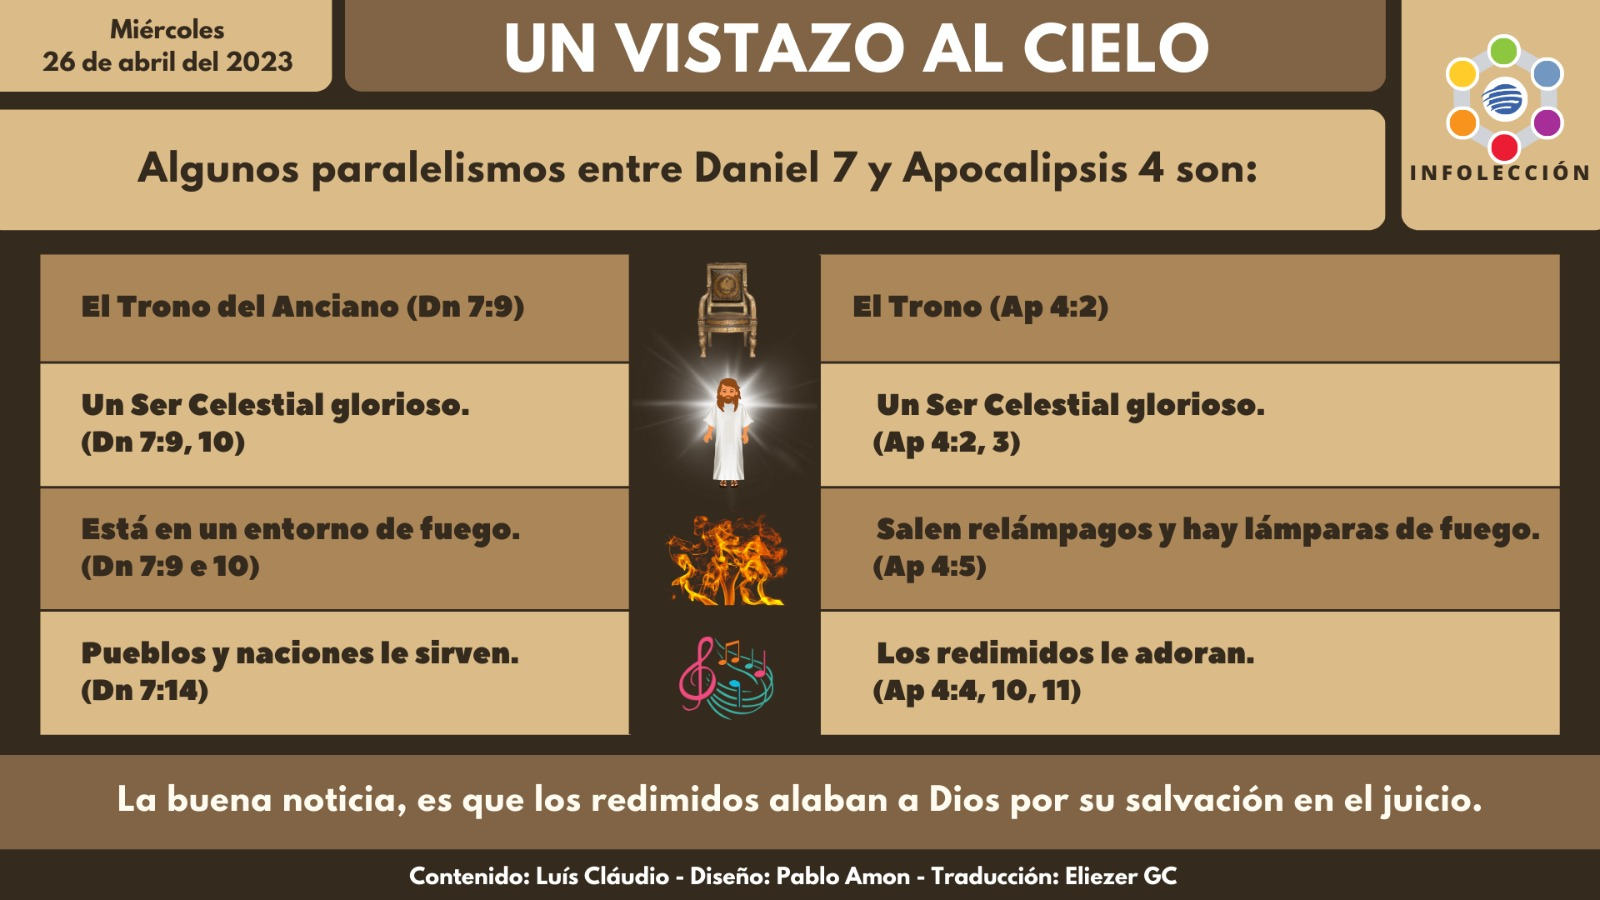 Miércoles
26 de abril del 2023
UN VISTAZO AL CIELO
INFOLECCIÓN
Algunos paralelismos entre Daniel 7 y Apocalipsis 4 son:
El Trono del Anciano (Dn 7:9)
El Trono (Ap 4:2)
Un Ser Celestial glorioso.
(Dn 7:9, 10)
Un Ser Celestial glorioso.
(Ap 4:2, 3)
Está en un entorno de fuego.
(Dn 7:9 e 10)
Salen relámpagos y hay lámparas de fuego.
(Ap 4:5)
Pueblos y naciones le sirven.
(Dn 7:14)
Los redimidos le adoran.
(Ap 4:4, 10, 11)
La buena noticia, es que los redimidos alaban a Dios por su salvación en el juicio.
Contenido: Luís Cláudio - Diseño: Pablo Amon - Traducción: Eliezer GC